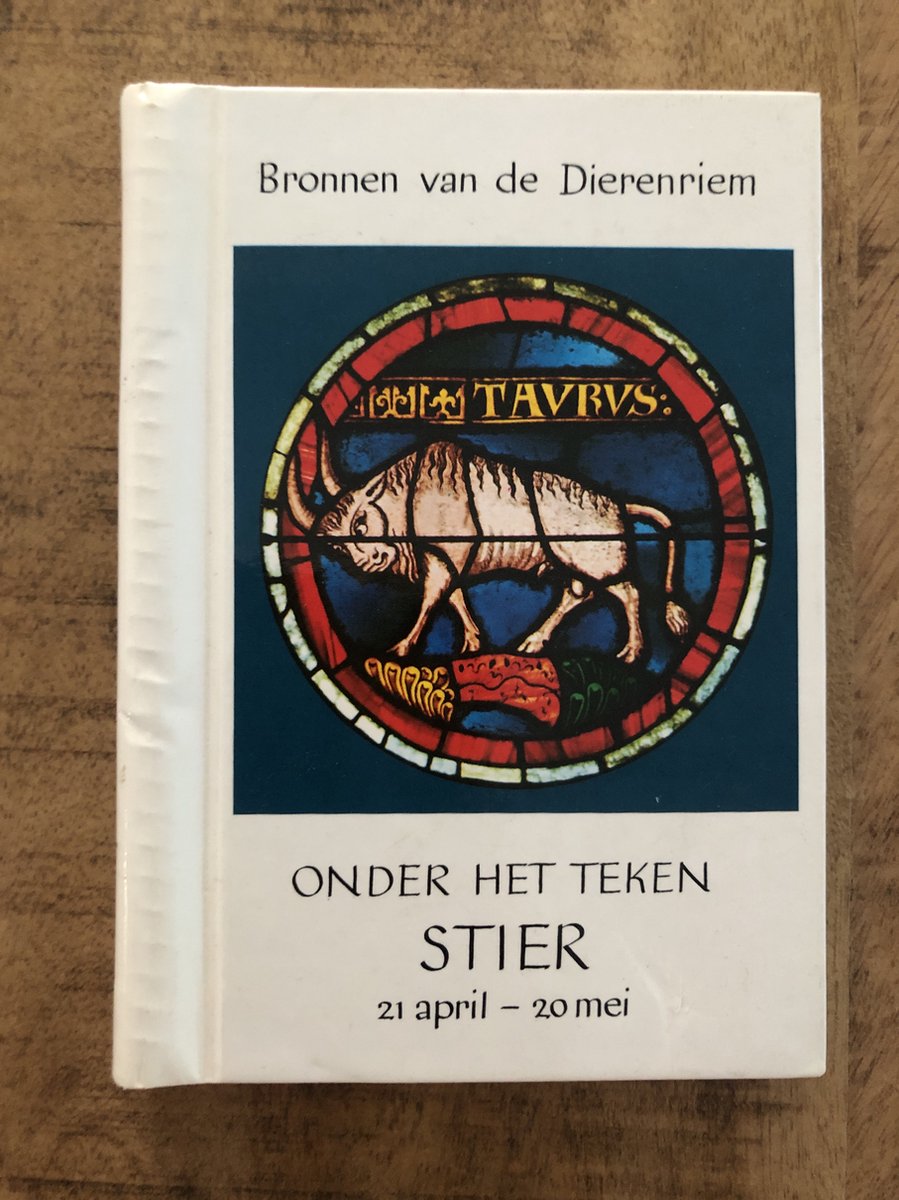 Bronnen van de Dierenriem
TAVRVS:
ONDER HET TEKEN
STIER
21 april – 20 mei